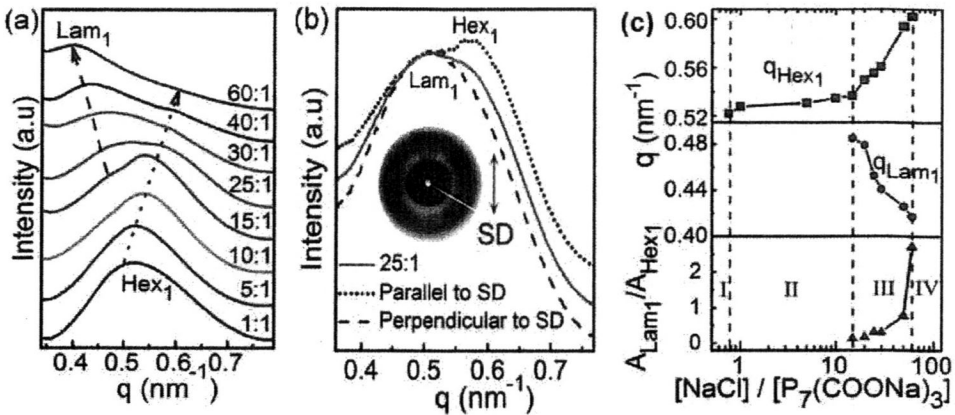 (a)
Lam1
60:1
40:1
30:1
25:1
15:1
10:1
5:1
1:1
Hex1
Intensity (a.u)
0.4 0.5 0.6 0.7
q (nm-1)
(b)
Hex1
Lam1
SD
25:1
Parallel to SD
Perpendicular to SD
Intensity (a.u)
0.4 0.5 0.6 0.7
q (nm-1)
(c)
0.60
0.56
0.52
qHex1
q (nm-1)
0.48
0.44
0.40
qLam1
ALam1/AHex1
2
1
0
I II III IV
1 10 100
[NaCl] / [P7(COONa)3]